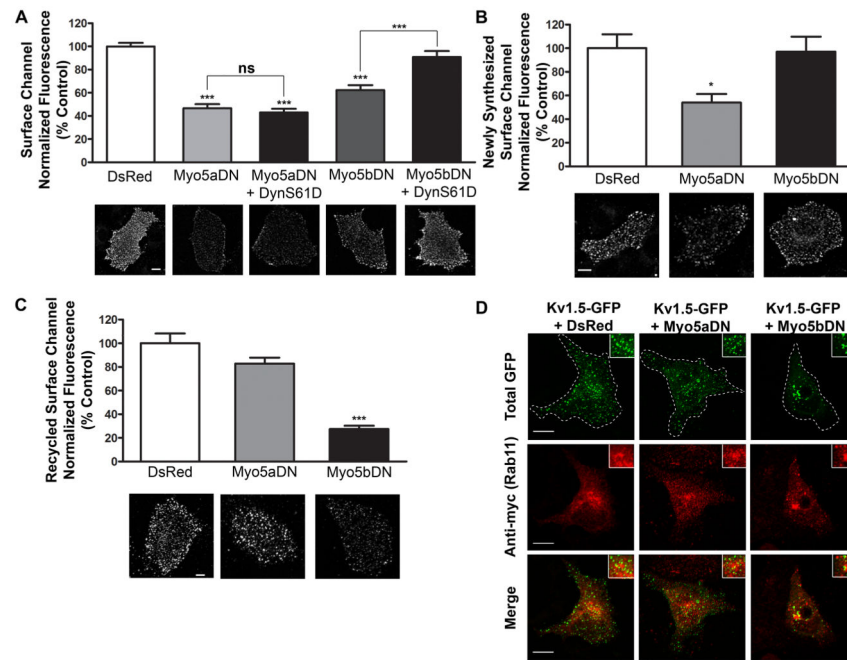 A
Surface Channel
Normalized Fluorescence
(% Control)
120
100
80
60
40
20
0
***
ns
***
***
***
DsRed
Myo5aDN
Myo5aDN
+ DynS61D
Myo5bDN
Myo5bDN
+ DynS61D
B
Newly Synthesized
Surface Channel
Normalized Fluorescence
(% Control)
120
100
80
60
40
20
0
*
DsRed
Myo5aDN
Myo5bDN
C
Recycled Surface Channel
Normalized Fluorescence
(% Control)
120
100
80
60
40
20
0
***
DsRed
Myo5aDN
Myo5bDN
D
Kv1.5-GFP
+ DsRed
Kv1.5-GFP
+ Myo5aDN
Kv1.5-GFP
+ Myo5bDN
Total GFP
Anti-myc (Rab11)
Merge